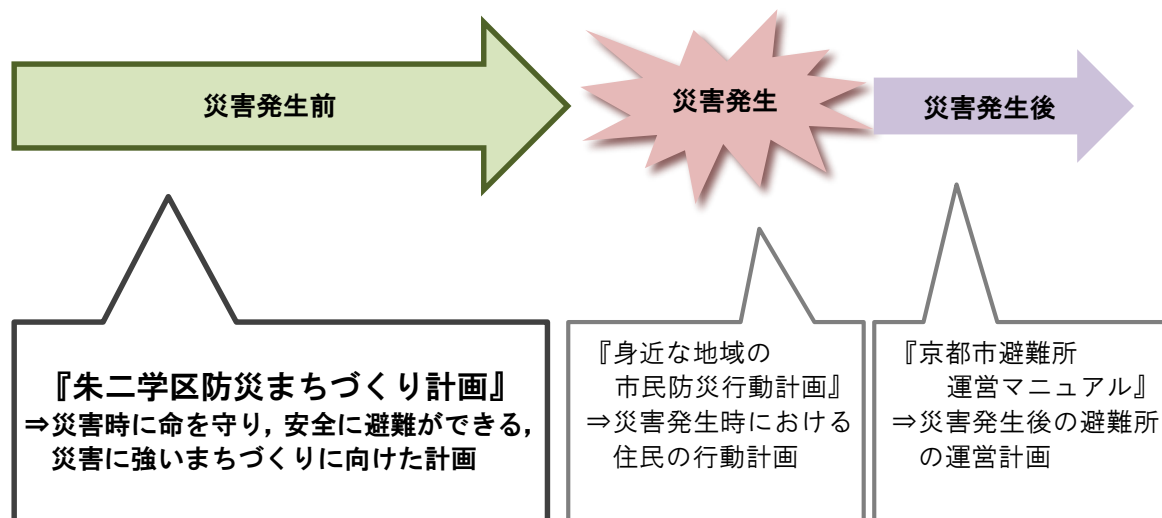 災害発生前
災害発生
災害発生後
『朱二学区防災まちづくり計画』
⇒災害時に命を守り，安全に避難ができる，
災害に強いまちづくりに向けた計画
『身近な地域の
市民防災行動計画』
⇒災害発生時における
住民の行動計画
『京都市避難所
運営マニュアル』
⇒災害発生後の避難所
の運営計画